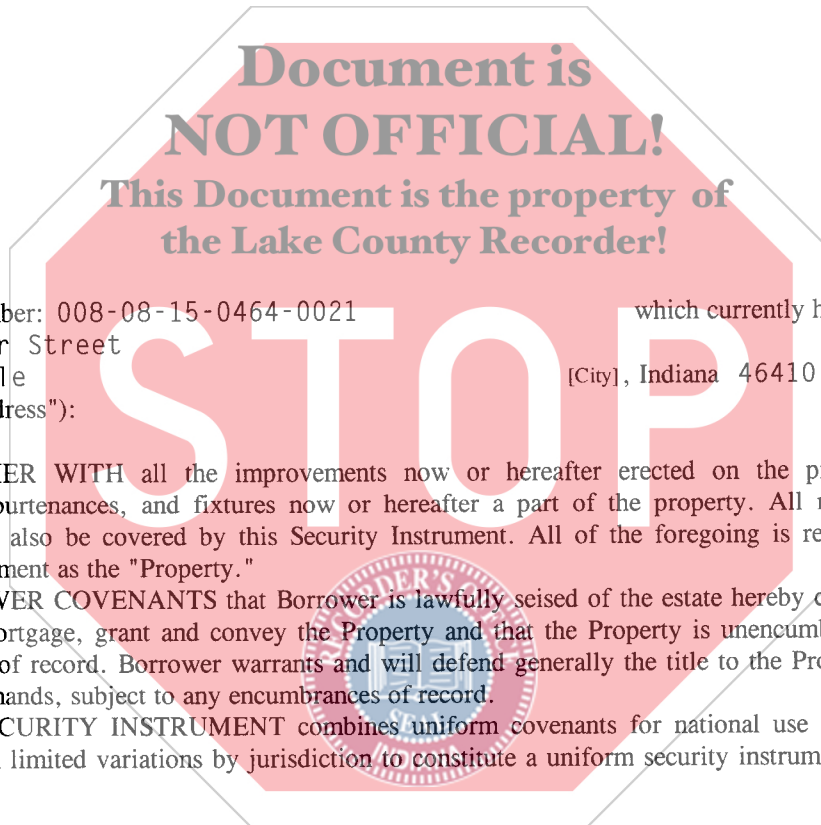 Document is
NOT OFFICIAL!
This Document is the property of
the Lake County Recorder!
ber: 008-08-15-0464-0021 which currently h
r Street
le [City], Indiana 46410
dress"):
STOP
ER WITH all the improvements now or hereafter erected on the p
urtenances, and fixtures now or hereafter a part of the property. All r
also be covered by this Security Instrument. All of the foregoing is re
ment as the "Property."
VER COVENANTS that Borrower is lawfully seised of the estate hereby c
ortgage, grant and convey the Property and that the Property is unencumb
of record. Borrower warrants and will defend generally the title to the Pro
nands, subject to any encumbrances of record.
CURITY INSTRUMENT combines uniform covenants for national use
limited variations by jurisdiction to constitute a uniform security instrum
RECORDER'S OFFICE
SEAL
INDIANA